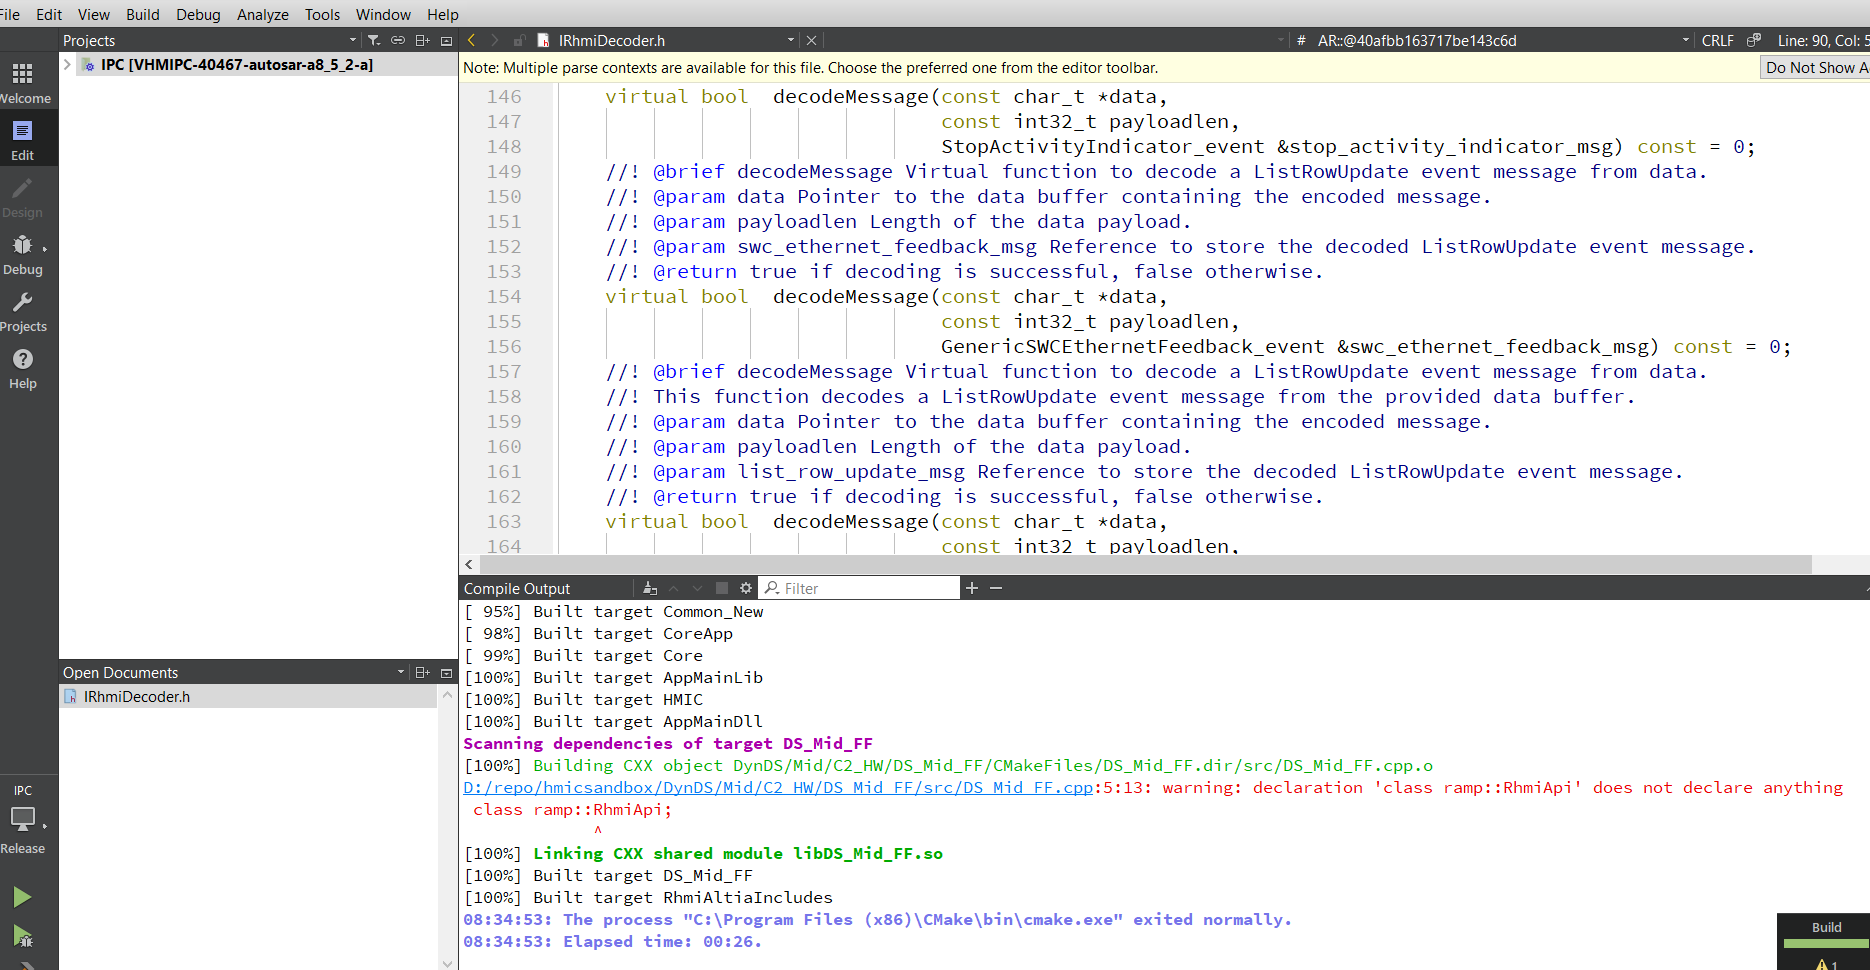 File Edit View Build Debug Analyze Tools Window Help
Projects
IRhmiDecoder.h
# AR::@40afbb163717be143c6d
CRLF
Line: 90, Col: 5
IPC [VHMIPC-40467-autosar-a8_5_2-a]
Note: Multiple parse contexts are available for this file. Choose the preferred one from the editor toolbar.
Do Not Show A
Welcome
Edit
Design
Debug
Projects
Help
146 virtual bool decodeMessage(const char_t *data,
147 const int32_t payloadlen,
148 StopActivityIndicator_event &stop_activity_indicator_msg) const = 0;
149 //! @brief decodeMessage Virtual function to decode a ListRowUpdate event message from data.
150 //! @param data Pointer to the data buffer containing the encoded message.
151 //! @param payloadlen Length of the data payload.
152 //! @param swc_ethernet_feedback_msg Reference to store the decoded ListRowUpdate event message.
153 //! @return true if decoding is successful, false otherwise.
154 virtual bool decodeMessage(const char_t *data,
155 const int32_t payloadlen,
156 GenericSWCEthernetFeedback_event &swc_ethernet_feedback_msg) const = 0;
157 //! @brief decodeMessage Virtual function to decode a ListRowUpdate event message from data.
158 //! This function decodes a ListRowUpdate event message from the provided data buffer.
159 //! @param data Pointer to the data buffer containing the encoded message.
160 //! @param payloadlen Length of the data payload.
161 //! @param list_row_update_msg Reference to store the decoded ListRowUpdate event message.
162 //! @return true if decoding is successful, false otherwise.
163 virtual bool decodeMessage(const char_t *data,
164 const int32_t payloadlen,
Compile Output
Filter
[ 95%] Built target Common_New
[ 98%] Built target CoreApp
[ 99%] Built target Core
[100%] Built target AppMainLib
[100%] Built target HMIC
[100%] Built target AppMainDll
Scanning dependencies of target DS_Mid_FF
[100%] Building CXX object DynDS/Mid/C2_HW/DS_Mid_FF/CMakeFiles/DS_Mid_FF.dir/src/DS_Mid_FF.cpp.o
D:/repo/hmicsandbox/DynDS/Mid/C2_HW/DS_Mid_FF/src/DS_Mid_FF.cpp:5:13: warning: declaration 'class ramp::RhmiApi' does not declare anything
class ramp::RhmiApi;
^
[100%] Linking CXX shared module libDS_Mid_FF.so
[100%] Built target DS_Mid_FF
[100%] Built target RhmiAltiaIncludes
08:34:53: The process "C:\Program Files (x86)\CMake\bin\cmake.exe" exited normally.
08:34:53: Elapsed time: 00:26.
Open Documents
IRhmiDecoder.h
IPC
Release
Build
1